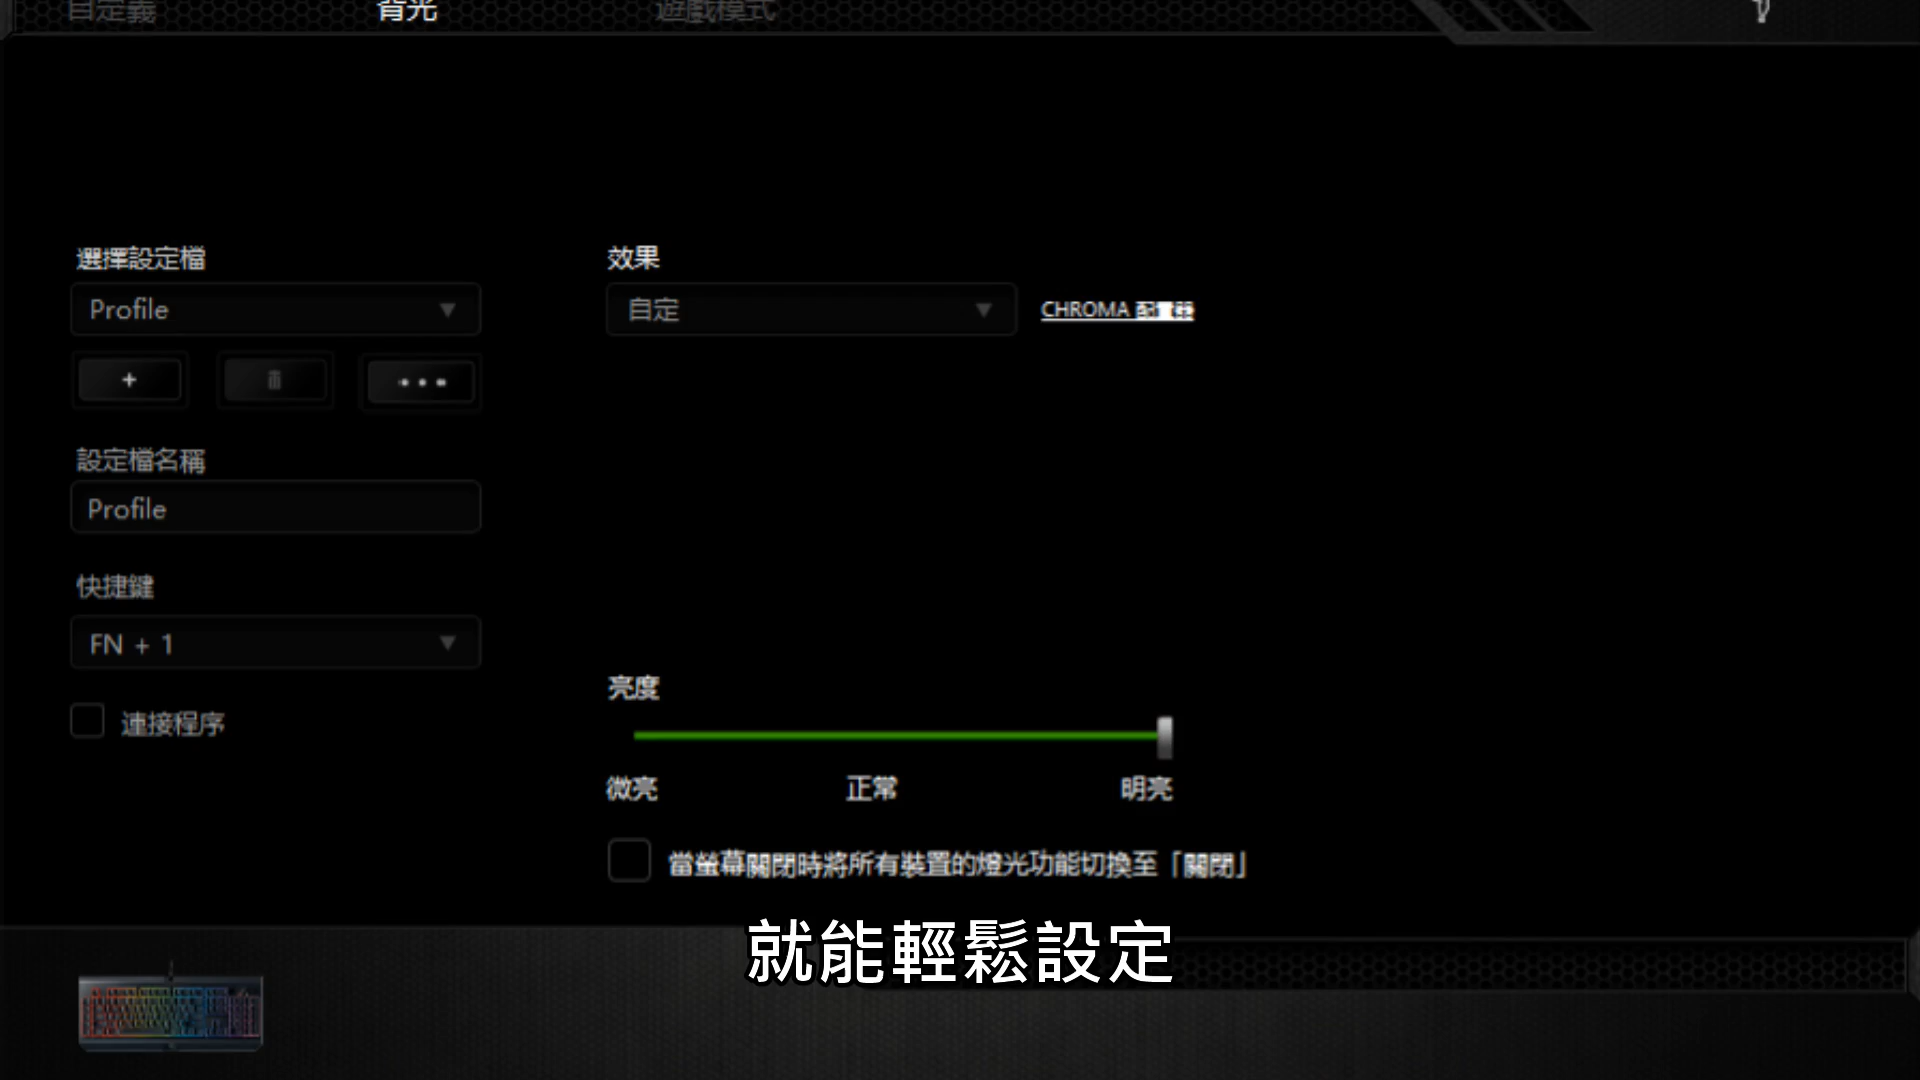 自定義 背光 遊戲模式
選擇設定檔 效果
Profile 自定 CHROMA 配置器
設定檔名稱
Profile
快捷鍵
FN + 1
連接程序
亮度
微亮 正常 明亮
當螢幕關閉時將所有裝置的燈光功能切換至「關閉」
就能輕鬆設定